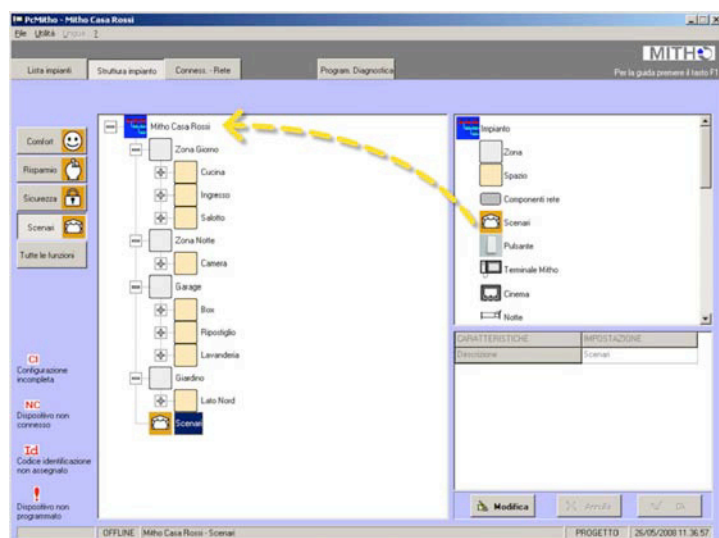 PcMitho - Mitho Casa Rossi
File Utilità Lingua ?
MITHO
Lista impianti
Struttura impianto
Conness. - Rete
Program. Diagnostica
Per la guida premere il tasto F1
Comfort
Risparmio
Sicurezza
Scenari
Tutte le funzioni
CI
Configurazione
incompleta
NC
Dispositivo non
connesso
Id
Codice identificazione
non assegnato
!
Dispositivo non
programmato
Mitho Casa Rossi
Zona Giorno
Cucina
Ingresso
Salotto
Zona Notte
Camera
Garage
Box
Ripostiglio
Lavanderia
Giardino
Lato Nord
Scenari
Impianto
Zona
Spazio
Componenti rete
Scenari
Pulsante
Terminale Mitho
Cinema
Notte
CARATTERISTICHE IMPOSTAZIONE
Descrizione Scenari
Modifica
Annulla
Ok
OFFLINE Mitho Casa Rossi - Scenari PROGETTO 26/05/2008 11.36.57